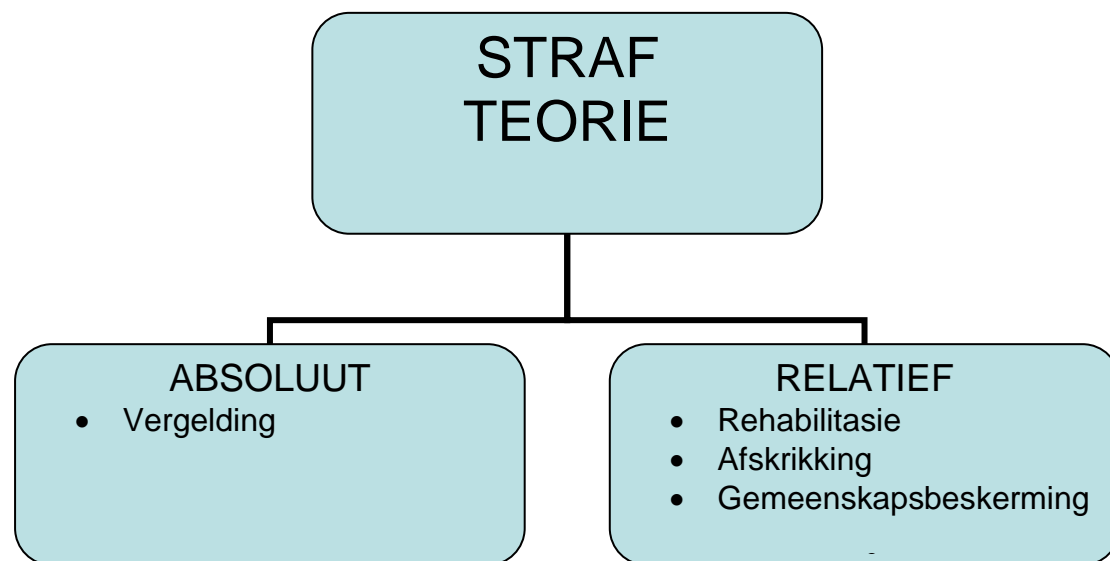 STRAF
TEORIE
ABSOLUUT
• Vergelding
RELATIEF
• Rehabilitasie
• Afskrikking
• Gemeenskapsbeskerming